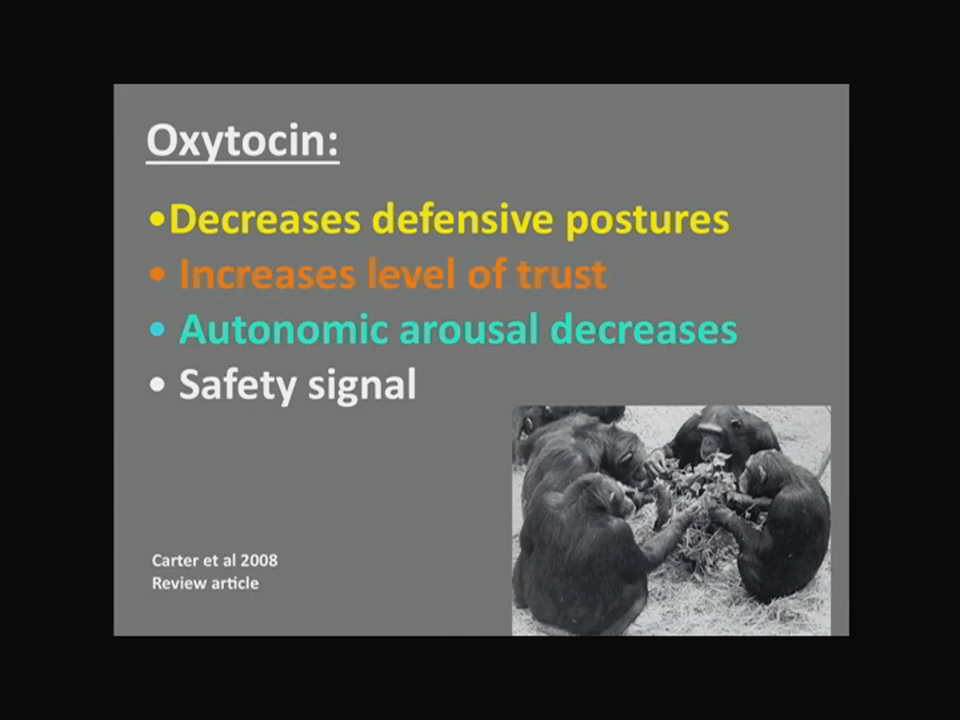 Oxytocin:
•Decreases defensive postures
• Increases level of trust
• Autonomic arousal decreases
• Safety signal
Carter et al 2008
Review article